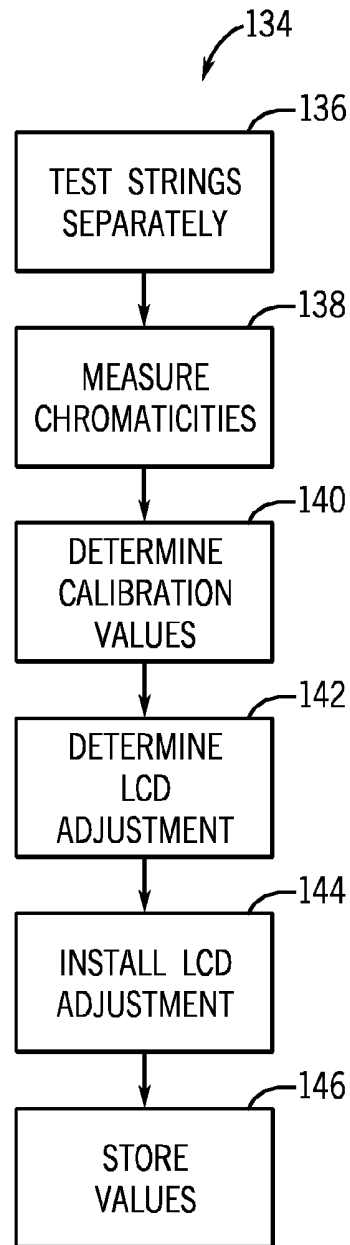 134
136
TEST STRINGS
SEPARATELY
138
MEASURE
CHROMATICITIES
140
DETERMINE
CALIBRATION
VALUES
142
DETERMINE
LCD
ADJUSTMENT
144
INSTALL LCD
ADJUSTMENT
146
STORE
VALUES